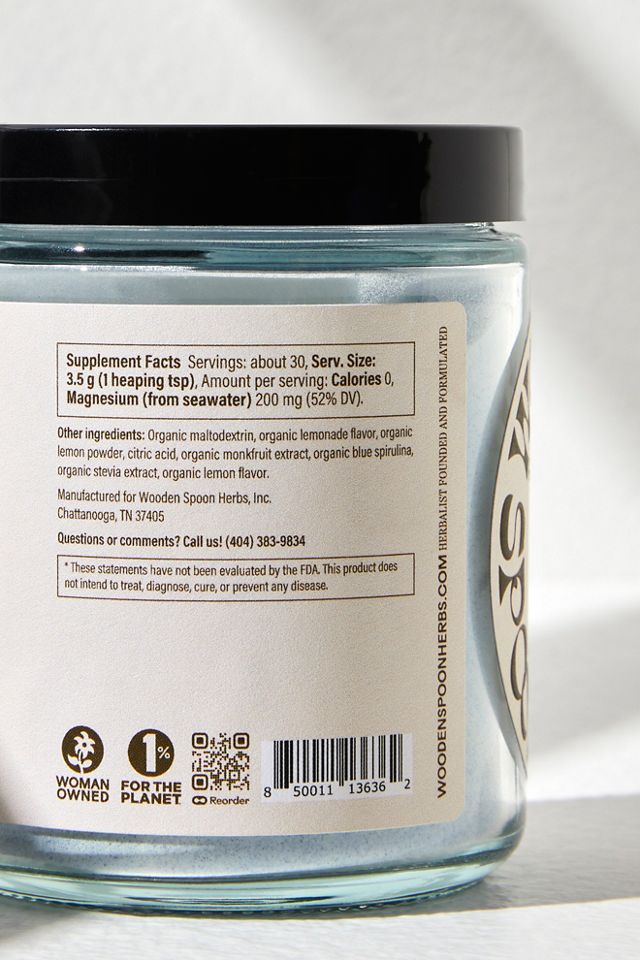 Supplement Facts Servings: about 30, Serv. Size:
3.5 g (1 heaping tsp), Amount per serving: Calories 0,
Magnesium (from seawater) 200 mg (52% DV).
Other ingredients: Organic maltodextrin, organic lemonade flavor, organic
lemon powder, citric acid, organic monkfruit extract, organic blue spirulina,
organic stevia extract, organic lemon flavor.
Manufactured for Wooden Spoon Herbs, Inc.
Chattanooga, TN 37405
Questions or comments? Call us! (404) 383-9834
* These statements have not been evaluated by the FDA. This product does
not intend to treat, diagnose, cure, or prevent any disease.
WOMAN
OWNED
1%
FOR THE
PLANET
Reorder
8 50011 13636 2
WOODENSPOONHERBS.COM HERBALIST FOUNDED AND FORMULATED